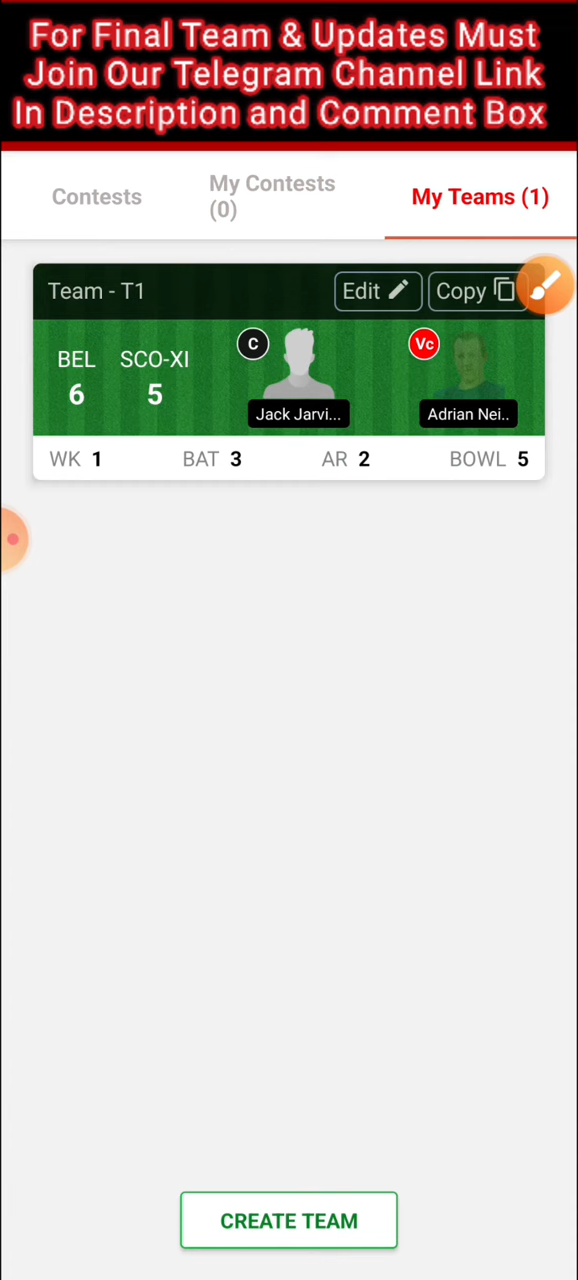 For Final Team & Updates Must
Join Our Telegram Channel Link
In Description and Comment Box
Contests
My Contests
(0)
My Teams (1)
Team - T1
Edit
Copy
BEL
SCO-XI
6
5
C
Vc
Jack Jarvi...
Adrian Nei..
WK 1
BAT 3
AR 2
BOWL 5
CREATE TEAM